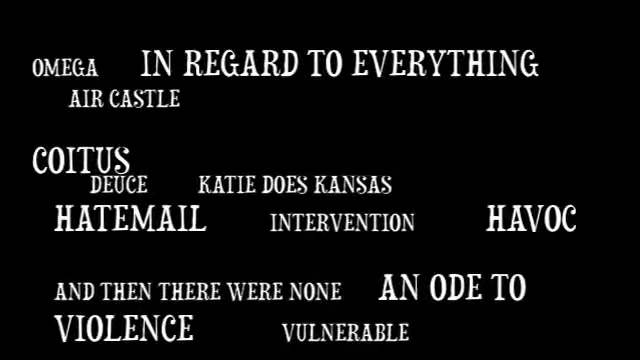 OMEGA IN REGARD TO EVERYTHING
AIR CASTLE
COITUS
DEUCE KATIE DOES KANSAS
HATEMAIL INTERVENTION HAVOC
AND THEN THERE WERE NONE AN ODE TO
VIOLENCE VULNERABLE